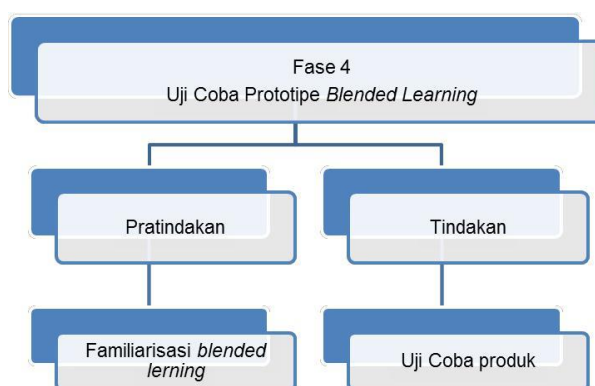 Fase 4
Uji Coba Prototipe Blended Learning
Pratindakan
Tindakan
Familiarisasi blended
lerning
Uji Coba produk